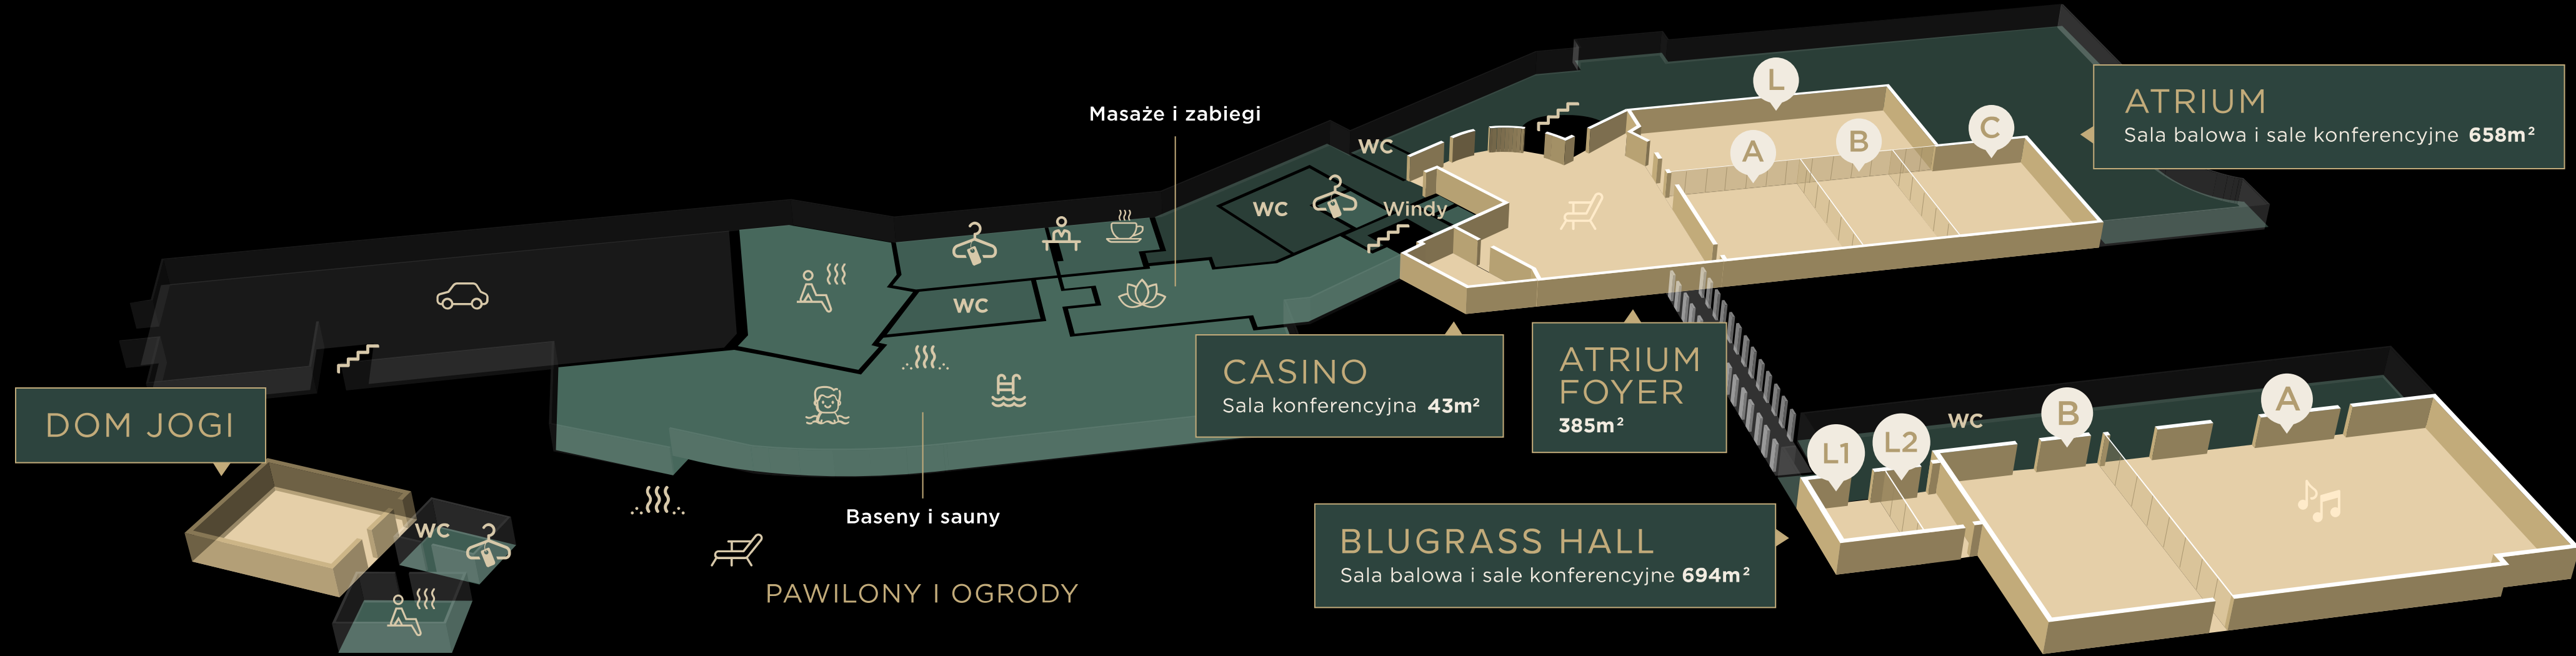 Masaże i zabiegi
WC
WC
Windy
WC
L
A
B
C
ATRIUM
Sala balowa i sale konferencyjne 658m²
CASINO
Sala konferencyjna 43m²
ATRIUM
FOYER
385m²
DOM JOGI
WC
Baseny i sauny
PAWILONY I OGRODY
L1
L2
WC
B
A
BLUGRASS HALL
Sala balowa i sale konferencyjne 694m²